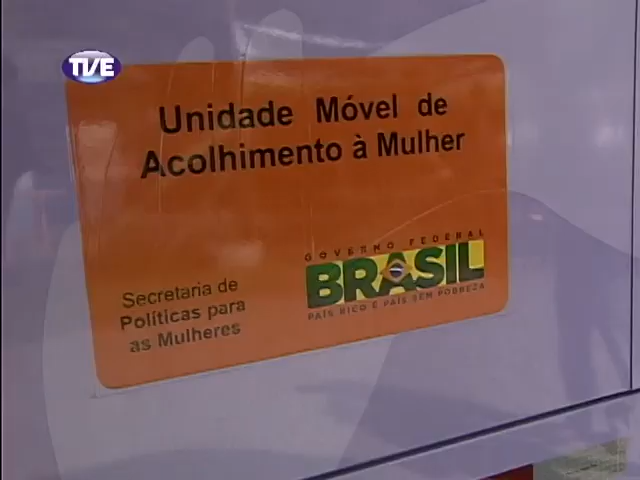 TVE
Unidade Móvel de
Acolhimento à Mulher
GOVERNO FEDERAL
BRASIL
PAÍS RICO É PAÍS SEM POBREZA
Secretaria de
Políticas para
as Mulheres